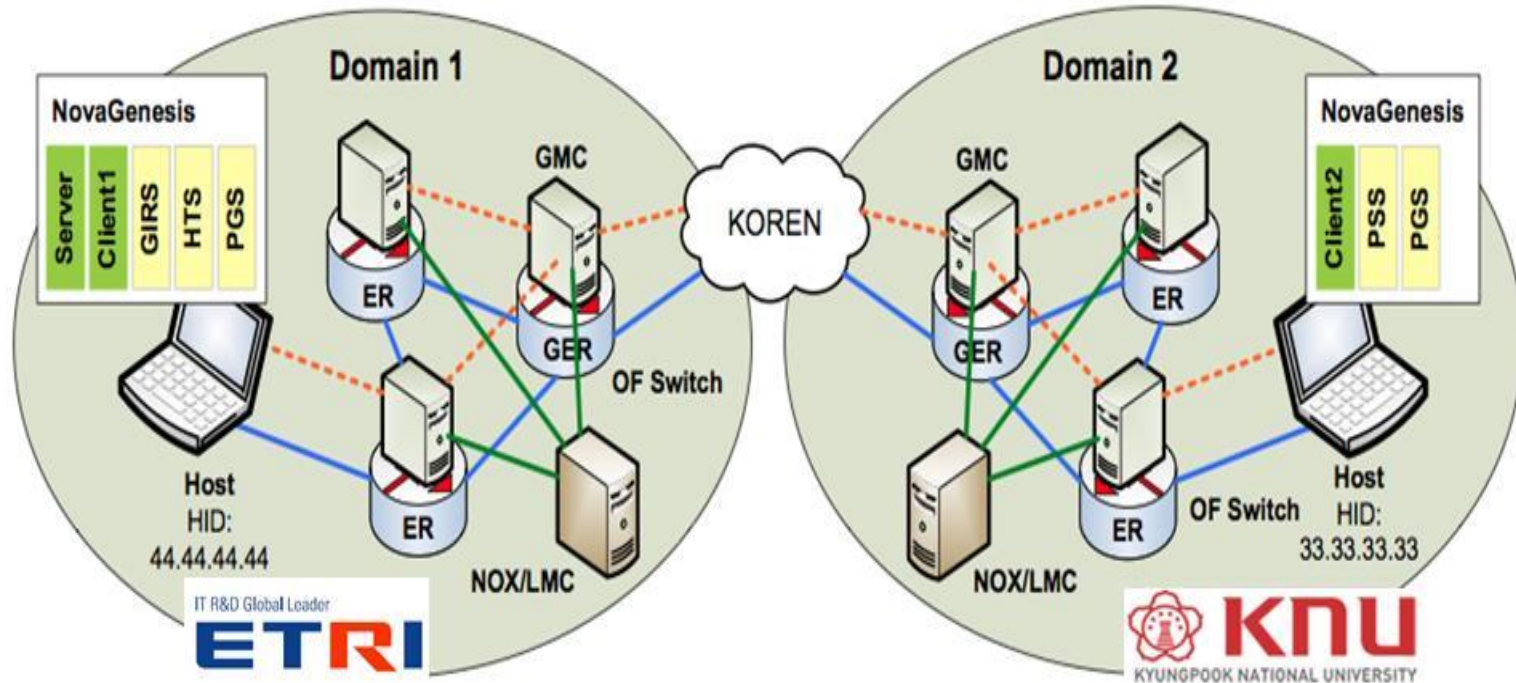 Domain 1
NovaGenesis
Server
Client1
GIRS
HTS
PGS
GMC
ER
GER
OF Switch
ER
Host
HID:
44.44.44.44
NOX/LMC
IT R&D Global Leader
ETRI
KOREN
Domain 2
NovaGenesis
Client2
PSS
PGS
GMC
ER
GER
ER
OF Switch
Host
HID:
33.33.33.33
NOX/LMC
KNU
KYUNGPOOK NATIONAL UNIVERSITY